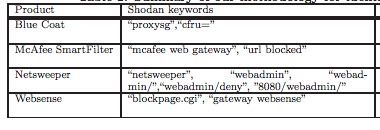 Product Shodan keywords
Blue Coat "proxysg","cfru="
McAfee SmartFilter "mcafee web gateway", "url blocked"
Netsweeper "netsweeper", "webadmin", "webad-
min/","webadmin/deny", "8080/webadmin/"
Websense "blockpage.cgi", "gateway websense"